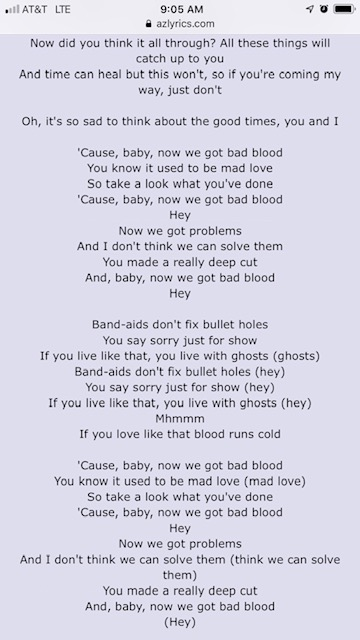 AT&T LTE 9:05 AM
azlyrics.com
Now did you think it all through? All these things will
catch up to you
And time can heal but this won't, so if you're coming my
way, just don't

Oh, it's so sad to think about the good times, you and I

'Cause, baby, now we got bad blood
You know it used to be mad love
So take a look what you've done
'Cause, baby, now we got bad blood
Hey
Now we got problems
And I don't think we can solve them
You made a really deep cut
And, baby, now we got bad blood
Hey

Band-aids don't fix bullet holes
You say sorry just for show
If you live like that, you live with ghosts (ghosts)
Band-aids don't fix bullet holes (hey)
You say sorry just for show (hey)
If you live like that, you live with ghosts (hey)
Mhmmm
If you love like that blood runs cold

'Cause, baby, now we got bad blood
You know it used to be mad love (mad love)
So take a look what you've done
'Cause, baby, now we got bad blood
Hey
Now we got problems
And I don't think we can solve them (think we can solve
them)
You made a really deep cut
And, baby, now we got bad blood
(Hey)